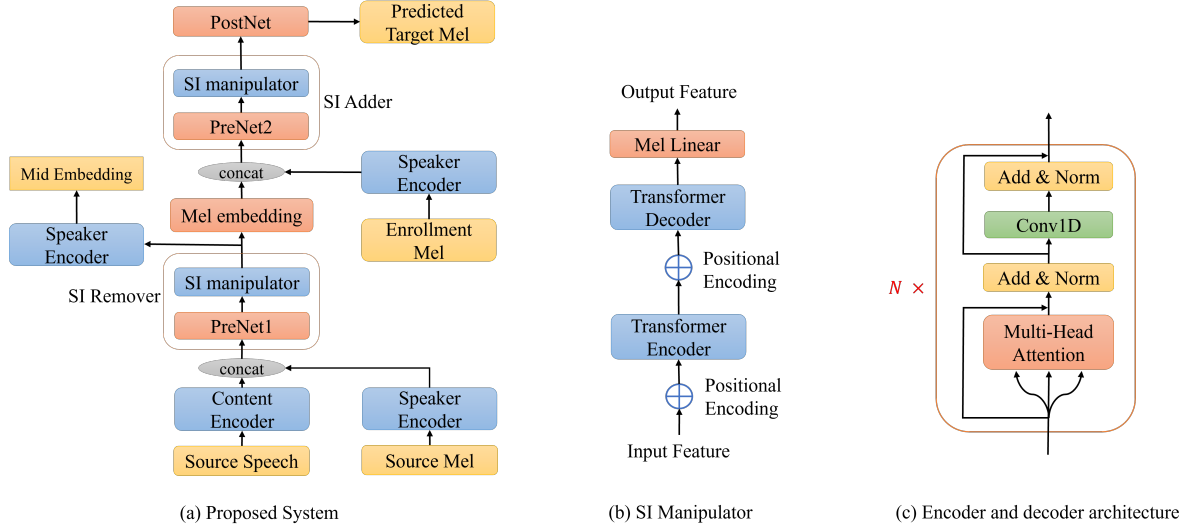 PostNet
Predicted
Target Mel
SI manipulator
SI Adder
PreNet2
concat
Mid Embedding
Speaker
Encoder
Mel embedding
Speaker
Encoder
Enrollment
Mel
SI manipulator
SI Remover
PreNet1
concat
Content
Encoder
Speaker
Encoder
Source Speech
Source Mel
(a) Proposed System
Output Feature
Mel Linear
Transformer
Decoder
Positional
Encoding
Transformer
Encoder
Positional
Encoding
Input Feature
(b) SI Manipulator
Add & Norm
Conv1D
Add & Norm
N ×
Multi-Head
Attention
(c) Encoder and decoder architecture